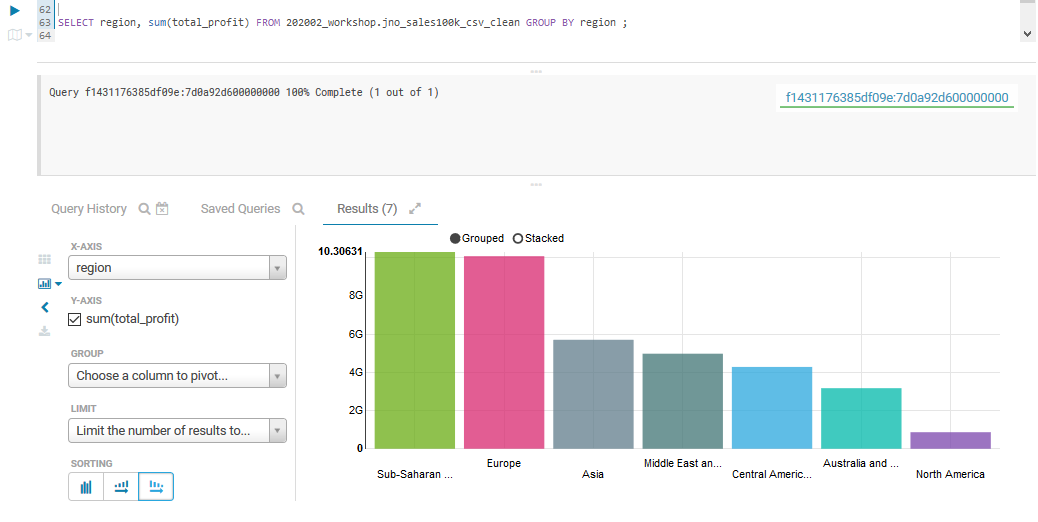 62
63 SELECT region, sum(total_profit) FROM 202002_workshop.jno_sales100k_csv_clean GROUP BY region ;
64
Query f1431176385df09e:7d0a92d600000000 100% Complete (1 out of 1)
f1431176385df09e:7d0a92d600000000
Query History
Saved Queries
Results (7)
X-AXIS
region
Y-AXIS
sum(total_profit)
GROUP
Choose a column to pivot...
LIMIT
Limit the number of results to...
SORTING
Grouped Stacked
10.30631
8G
6G
4G
2G
0
Sub-Saharan ...
Europe
Asia
Middle East an...
Central Americ...
Australia and ...
North America